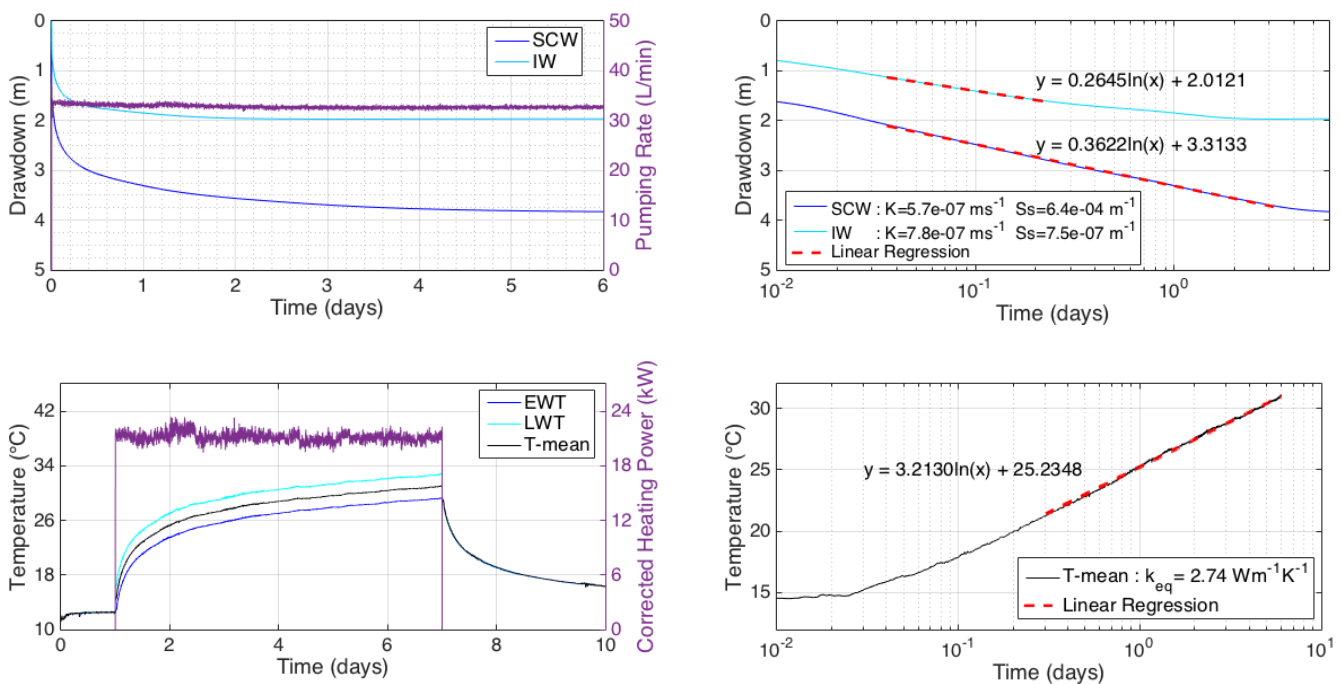 0
1
2
3
4
5
Drawdown (m)
0
1
2
3
4
5
6
Time (days)
50
40
30
20
10
0
Pumping Rate (L/min)
SCW
IW
0
1
2
3
4
5
Drawdown (m)
y = 0.2645ln(x) + 2.0121
y = 0.3622ln(x) + 3.3133
SCW : K=5.7e-07 ms⁻¹ Ss=6.4e-04 m⁻¹
IW : K=7.8e-07 ms⁻¹ Ss=7.5e-07 m⁻¹
Linear Regression
10⁻²
10⁻¹
10⁰
Time (days)
42
34
26
18
10
Temperature (°C)
0
2
4
6
8
10
Time (days)
24
18
12
6
0
Corrected Heating Power (kW)
EWT
LWT
T-mean
30
25
20
15
Temperature (°C)
y = 3.2130ln(x) + 25.2348
T-mean : k_eq = 2.74 Wm⁻¹K⁻¹
Linear Regression
10⁻²
10⁻¹
10⁰
10¹
Time (days)